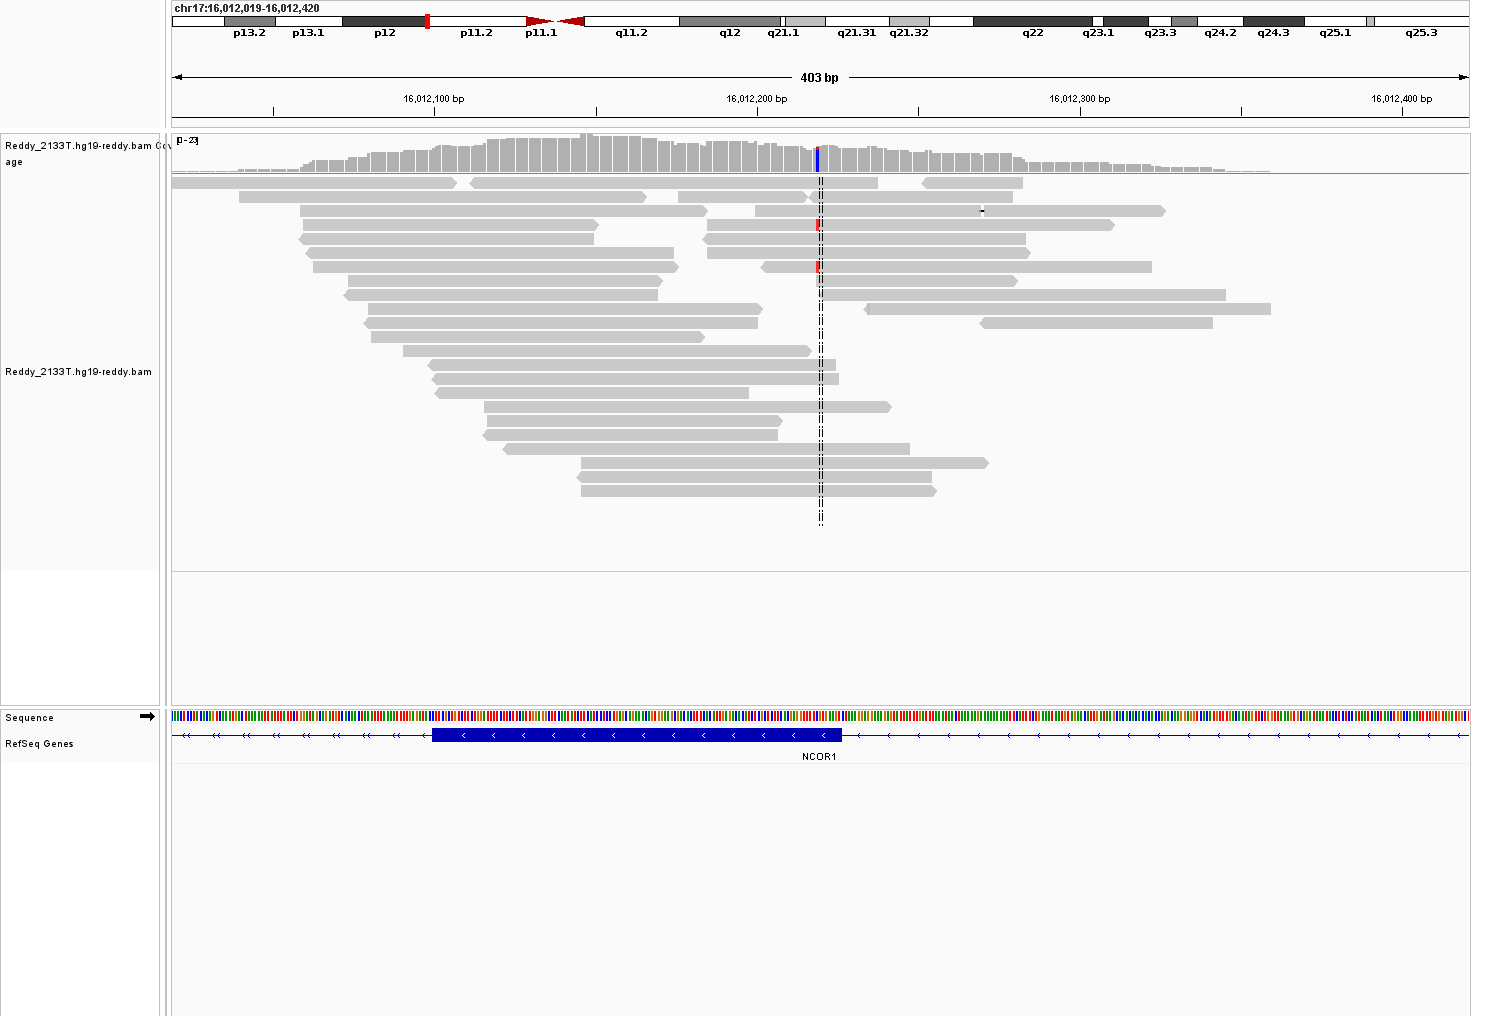 chr17:16,012,019-16,012,420
p13.2 p13.1 p12 p11.2 p11.1 q11.2 q12 q21.1 q21.31 q21.32 q22 q23.1 q23.3 q24.2 q24.3 q25.1 q25.3
403 bp
16,012,100 bp 16,012,200 bp 16,012,300 bp 16,012,400 bp
[0-23]
Reddy_2133T.hg19-reddy.bam Cov
age
Reddy_2133T.hg19-reddy.bam
Sequence
RefSeq Genes
NCOR1